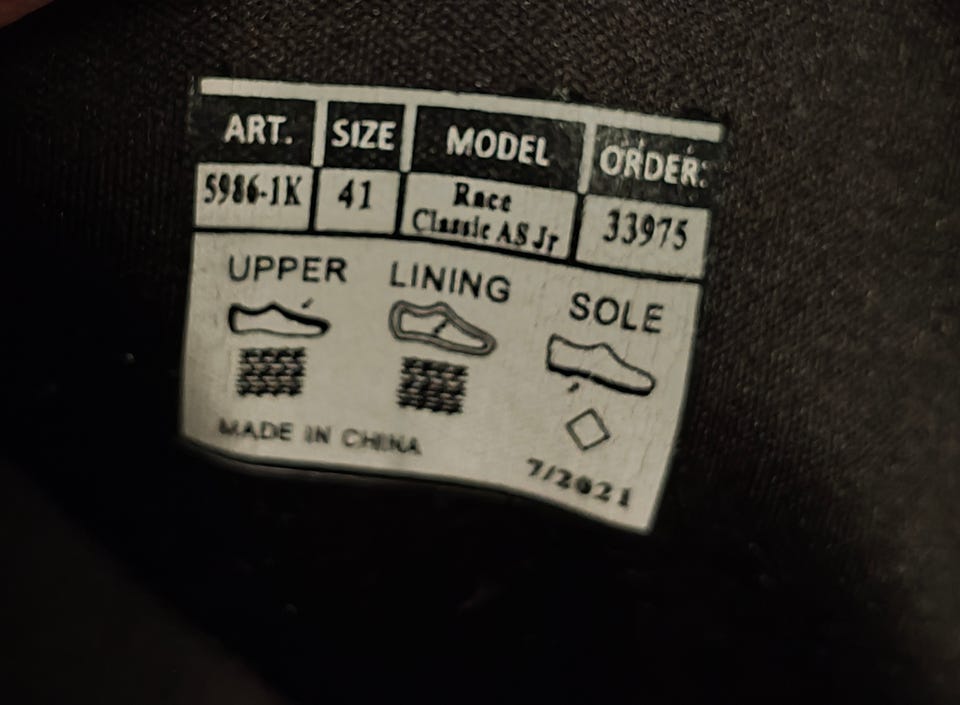 ART. SIZE MODEL ORDER:
5986-1K 41 Race Classic AS Jr 33975
UPPER LINING SOLE
MADE IN CHINA
7/2021